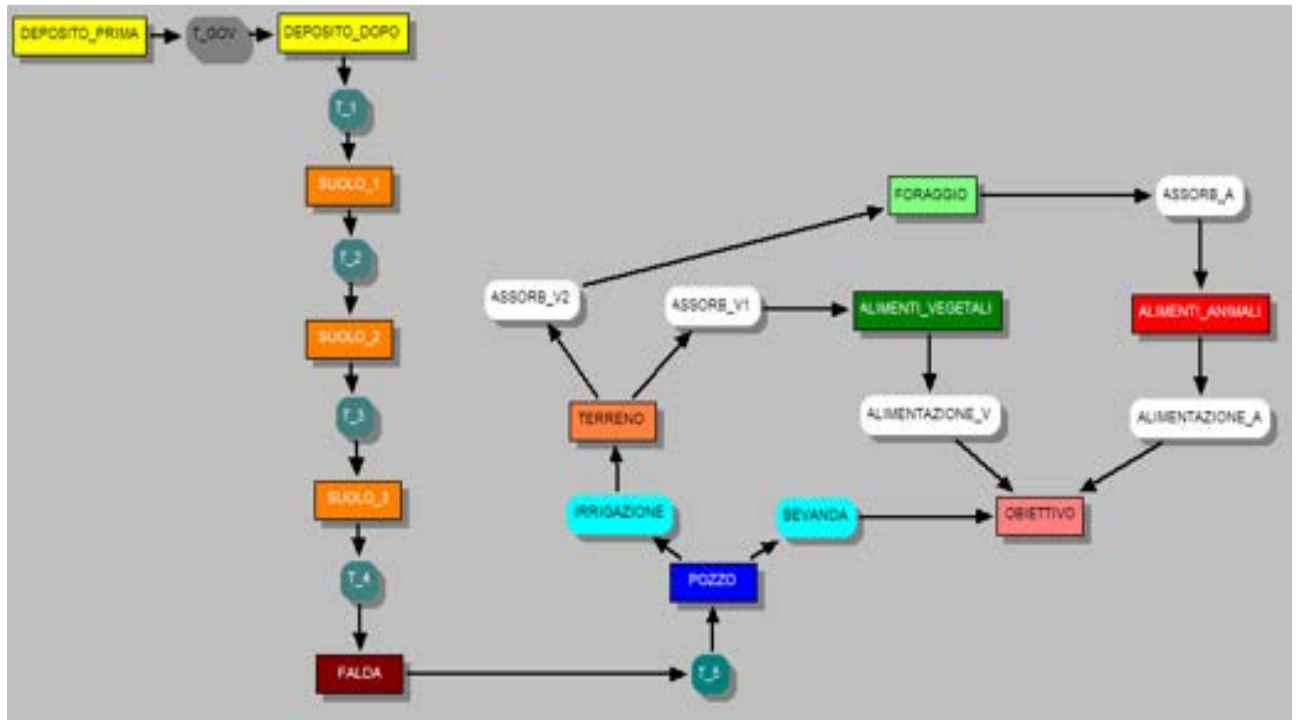 DEPOSITO_PRIMA
T_GOV
DEPOSITO_DOPO
T_1
SUOLO_1
T_2
SUOLO_2
T_3
SUOLO_3
T_4
FALDA
T_5
POZZO
IRRIGAZIONE
BEVANDA
TERRENO
ASSORB_V2
ASSORB_V1
FORAGGIO
ASSORB_A
ALIMENTI_VEGETALI
ALIMENTI_ANIMALI
ALIMENTAZIONE_V
ALIMENTAZIONE_A
OBIETTIVO